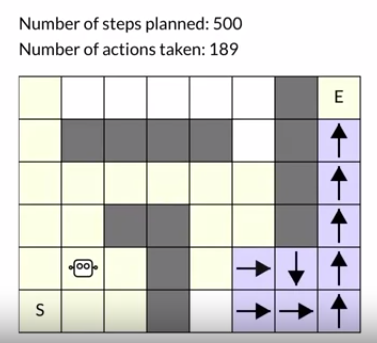 Number of steps planned: 500
Number of actions taken: 189
E
S